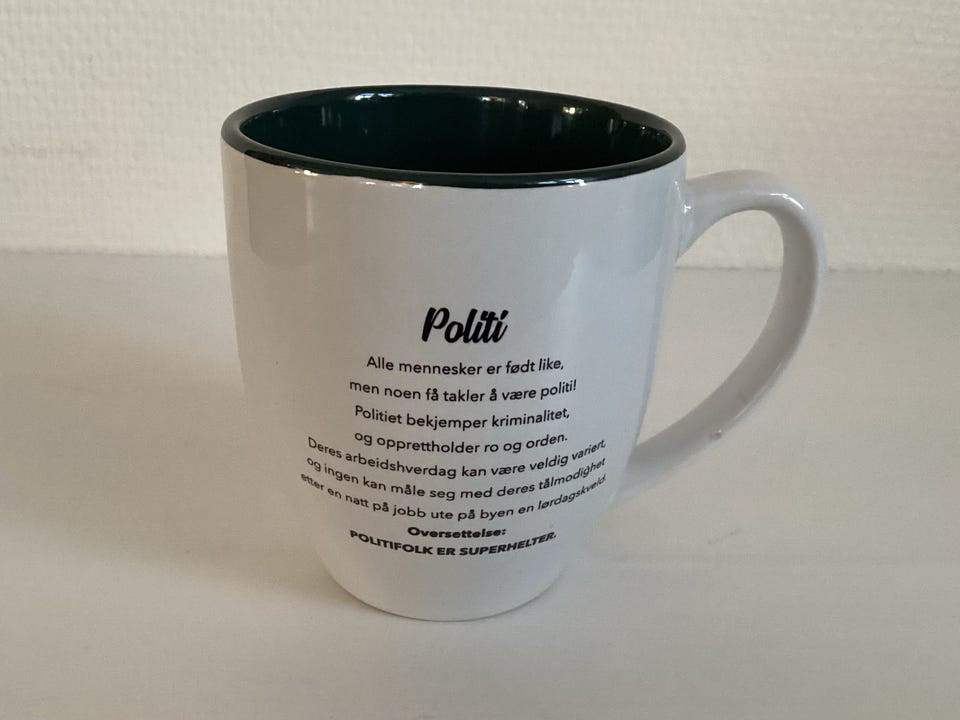 Politi
Alle mennesker er født like,
men noen få takler å være politi!
Politiet bekjemper kriminalitet,
og opprettholder ro og orden.
Deres arbeidshverdag kan være veldig variert,
og ingen kan måle seg med deres tålmodighet
etter en natt på jobb ute på byen en lørdagskveld.
Oversettelse:
POLITIFOLK ER SUPERHELTER.